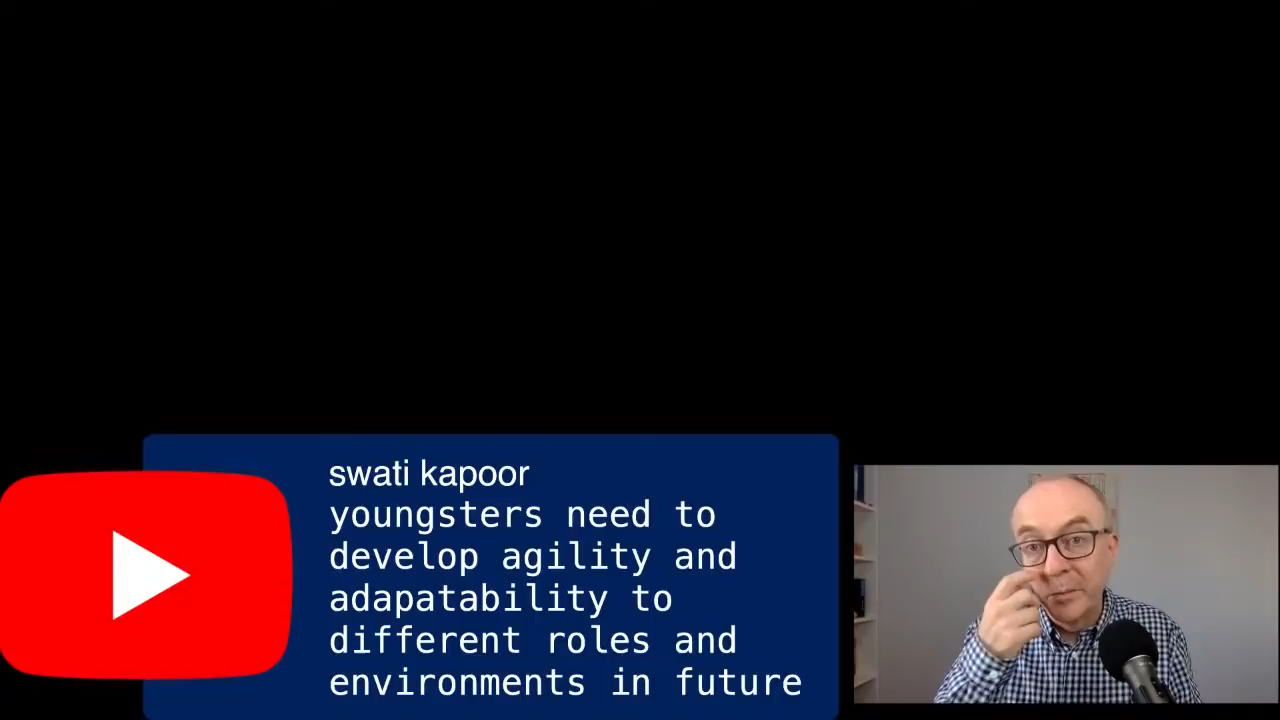 swati kapoor
youngsters need to
develop agility and
adapatability to
different roles and
environments in future